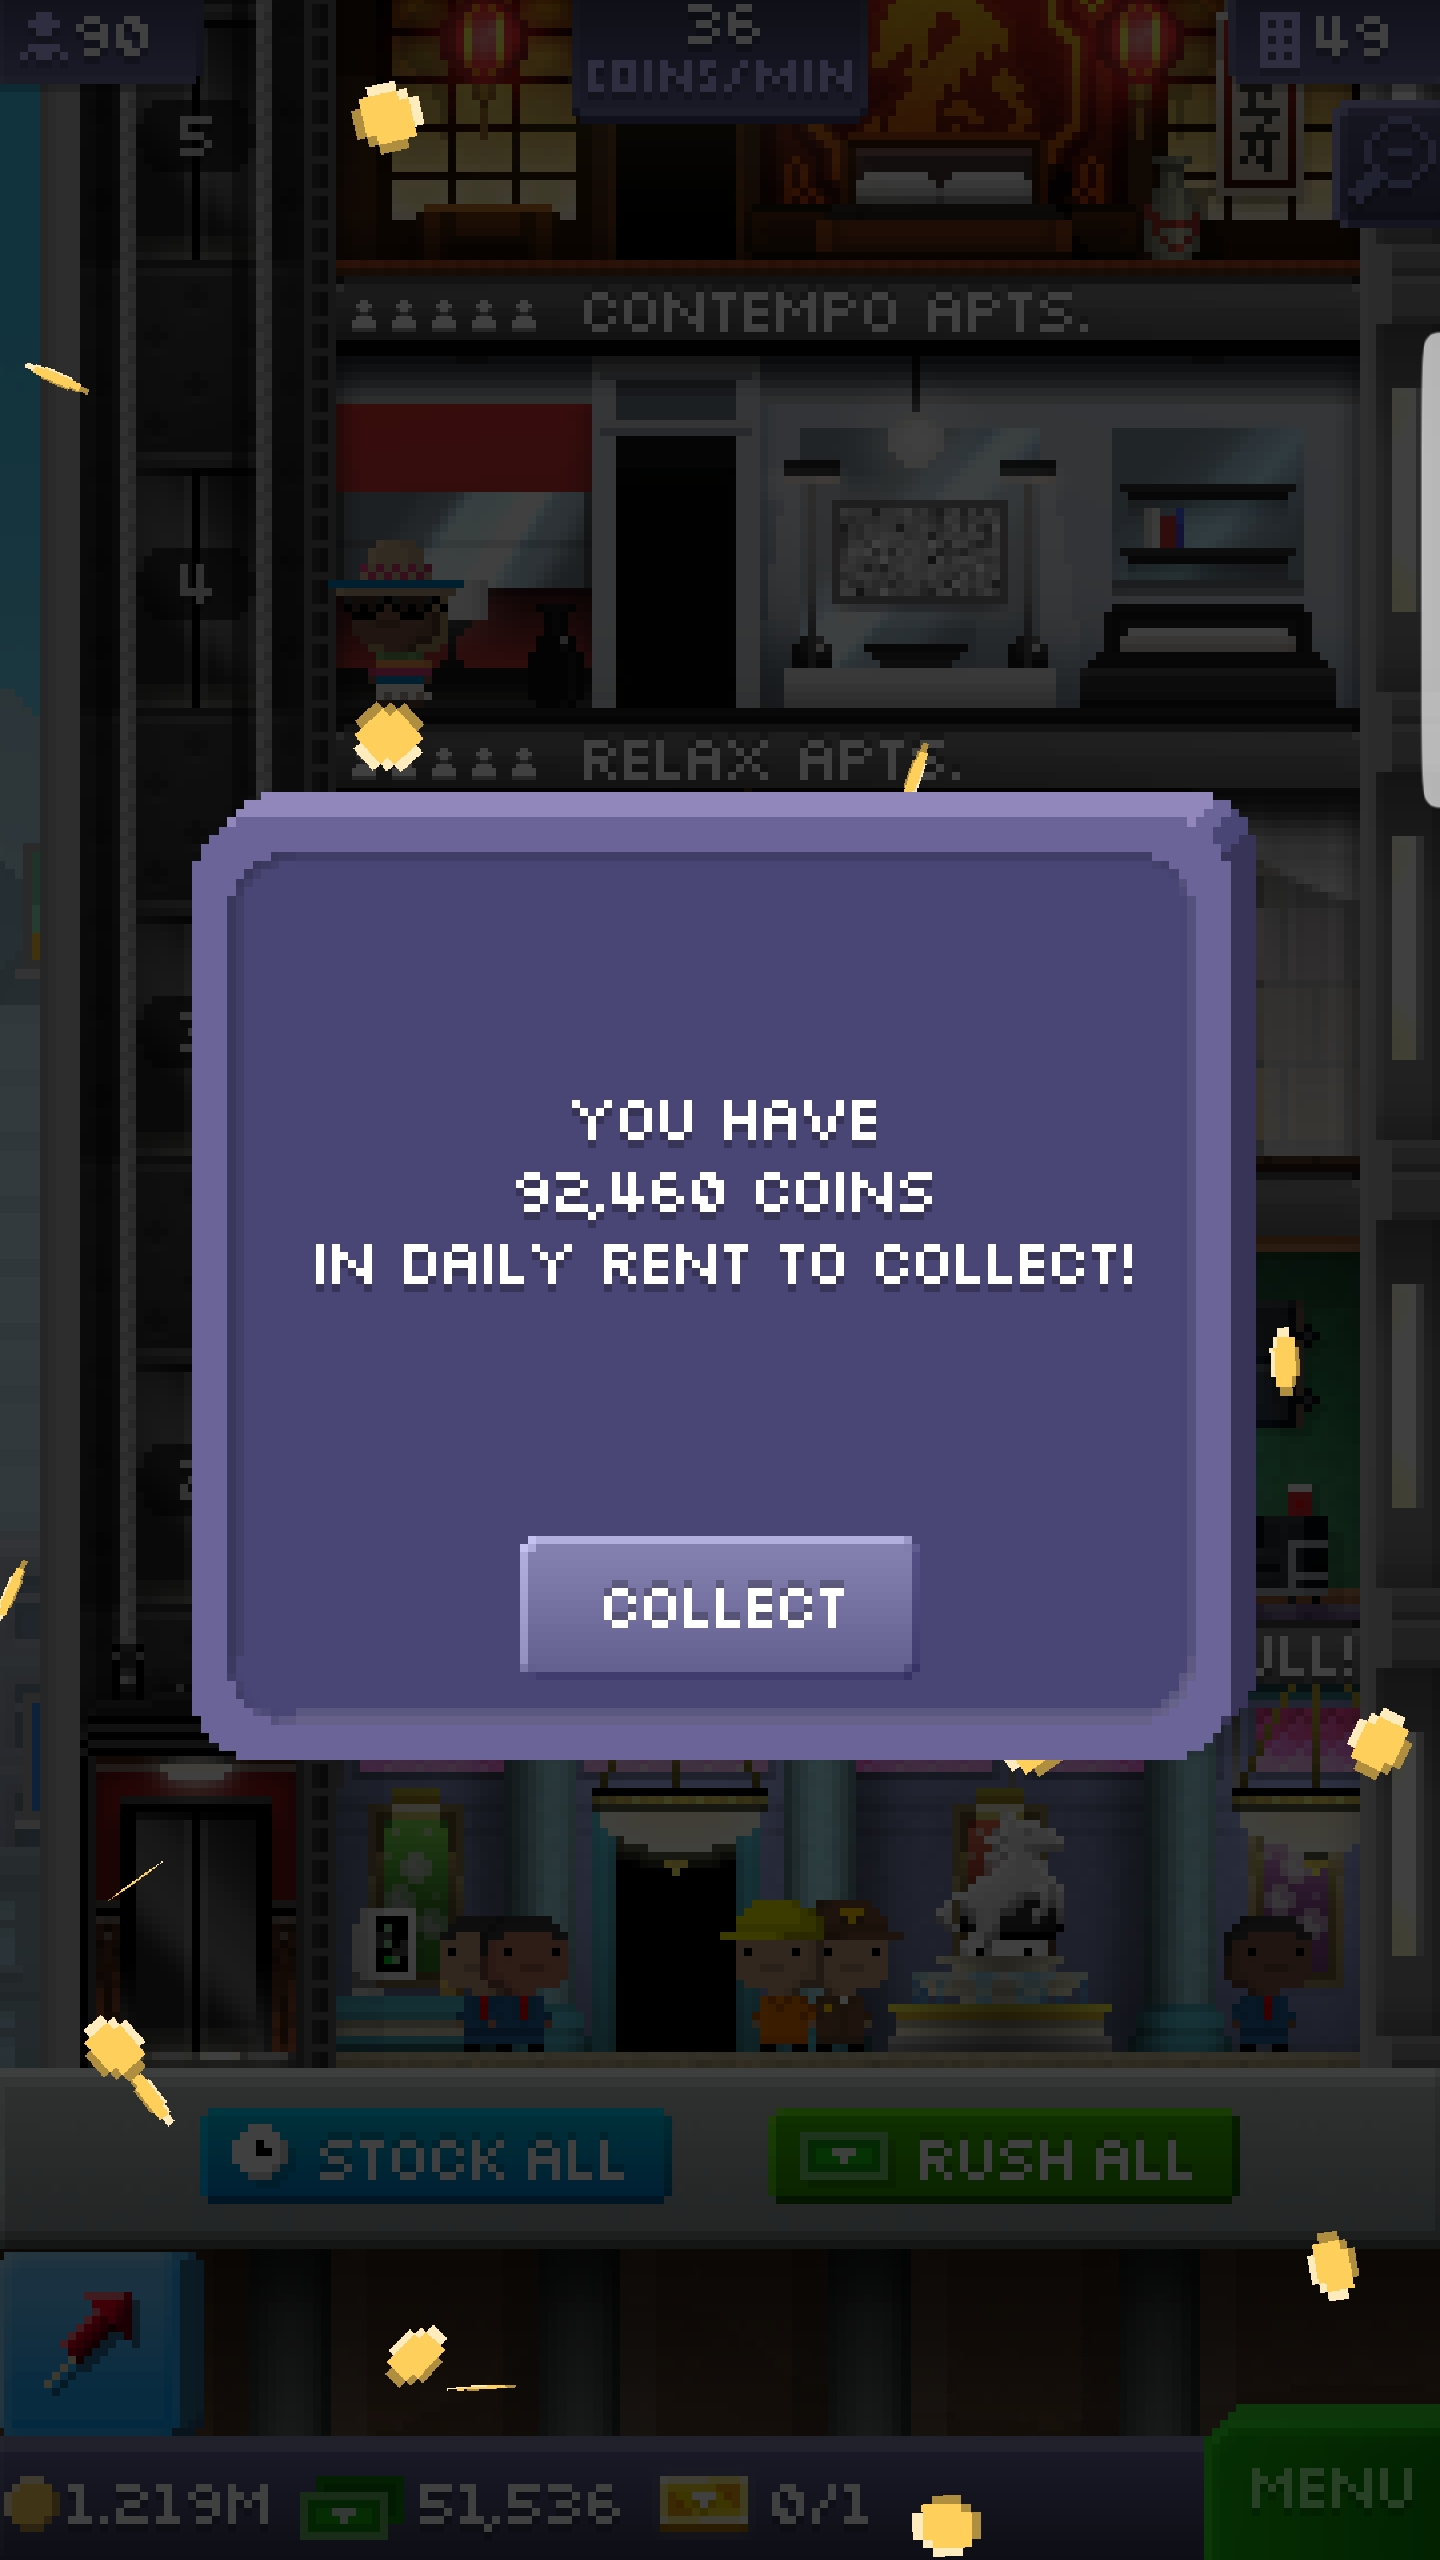 90
36
COINS/MIN
49
5
CONTEMPO APTS.
4
RELAX APTS.
YOU HAVE
92,460 COINS
IN DAILY RENT TO COLLECT!
COLLECT
STOCK ALL
RUSH ALL
1.219M
51,536
0/1
MENU